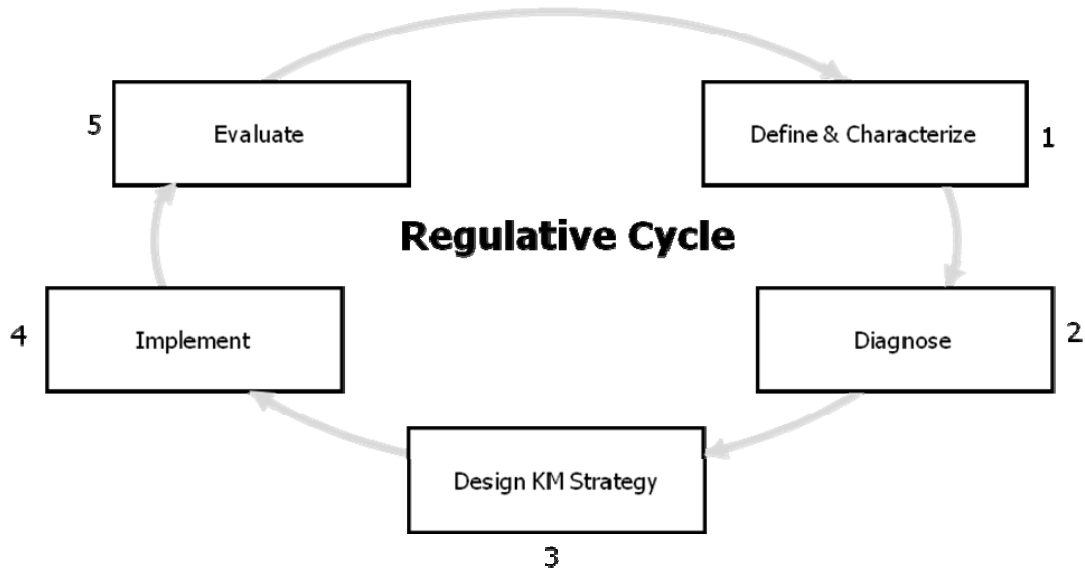 5
Evaluate
Define & Characterize
1
Regulative Cycle
4
Implement
Diagnose
2
Design KM Strategy
3